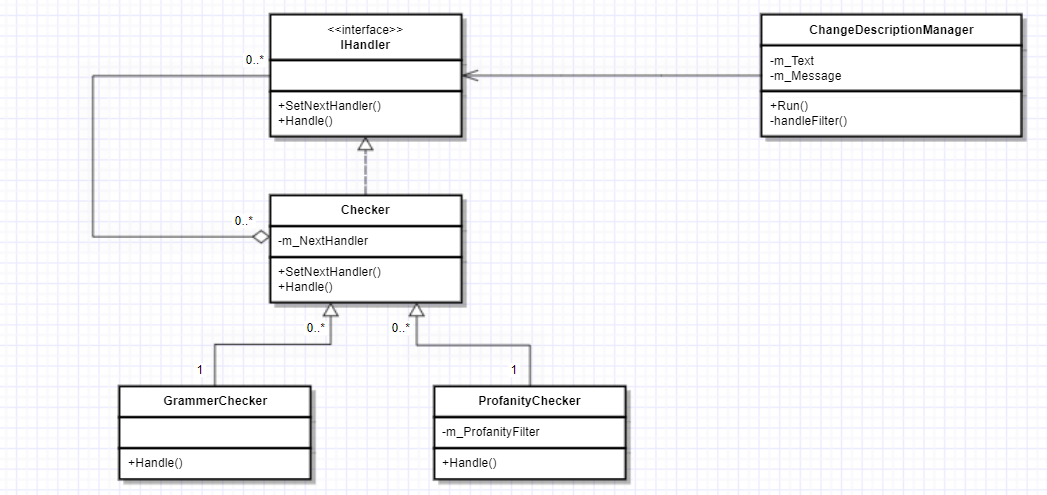 <<interface>>
IHandler
0..*
+SetNextHandler()
+Handle()
ChangeDescriptionManager
-m_Text
-m_Message
+Run()
-handleFilter()
Checker
0..*
-m_NextHandler
+SetNextHandler()
+Handle()
0..*
0..*
1
1
GrammerChecker
+Handle()
ProfanityChecker
-m_ProfanityFilter
+Handle()